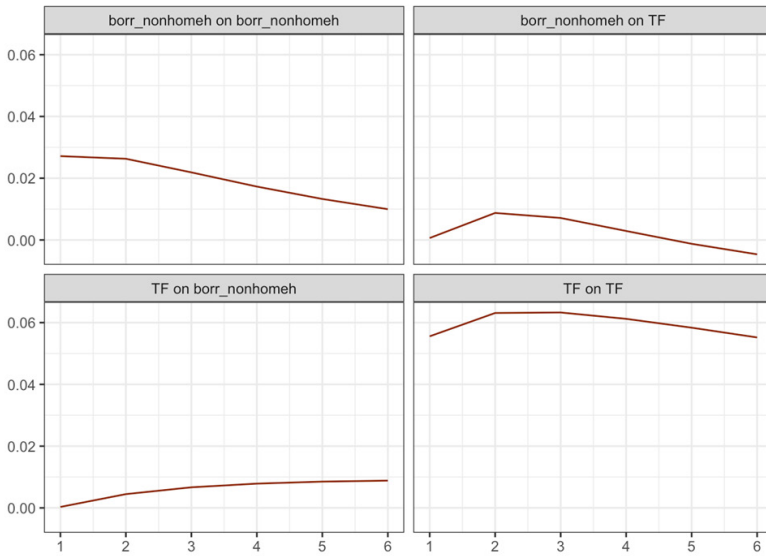 borr_nonhomeh on borr_nonhomeh
borr_nonhomeh on TF
0.06
0.04
0.02
0.00
TF on borr_nonhomeh
TF on TF
0.06
0.04
0.02
0.00
1 2 3 4 5 6
1 2 3 4 5 6